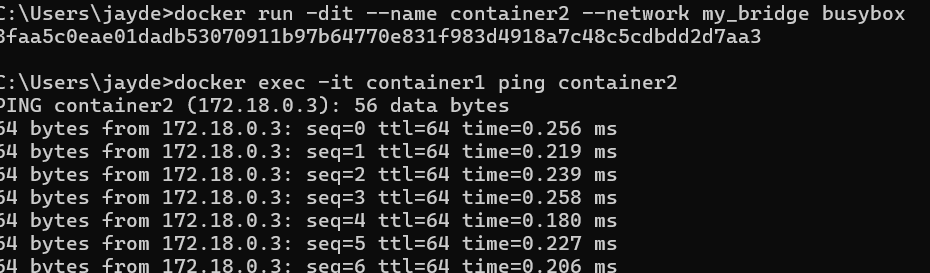 C:\Users\jayde>docker run -dit --name container2 --network my_bridge busybox
3faa5c0eae01dadb53070911b97b64770e831f983d4918a7c48c5cdbdd2d7aa3
C:\Users\jayde>docker exec -it container1 ping container2
PING container2 (172.18.0.3): 56 data bytes
64 bytes from 172.18.0.3: seq=0 ttl=64 time=0.256 ms
64 bytes from 172.18.0.3: seq=1 ttl=64 time=0.219 ms
64 bytes from 172.18.0.3: seq=2 ttl=64 time=0.239 ms
64 bytes from 172.18.0.3: seq=3 ttl=64 time=0.258 ms
64 bytes from 172.18.0.3: seq=4 ttl=64 time=0.180 ms
64 bytes from 172.18.0.3: seq=5 ttl=64 time=0.227 ms
64 bytes from 172.18.0.3: seq=6 ttl=64 time=0.206 ms